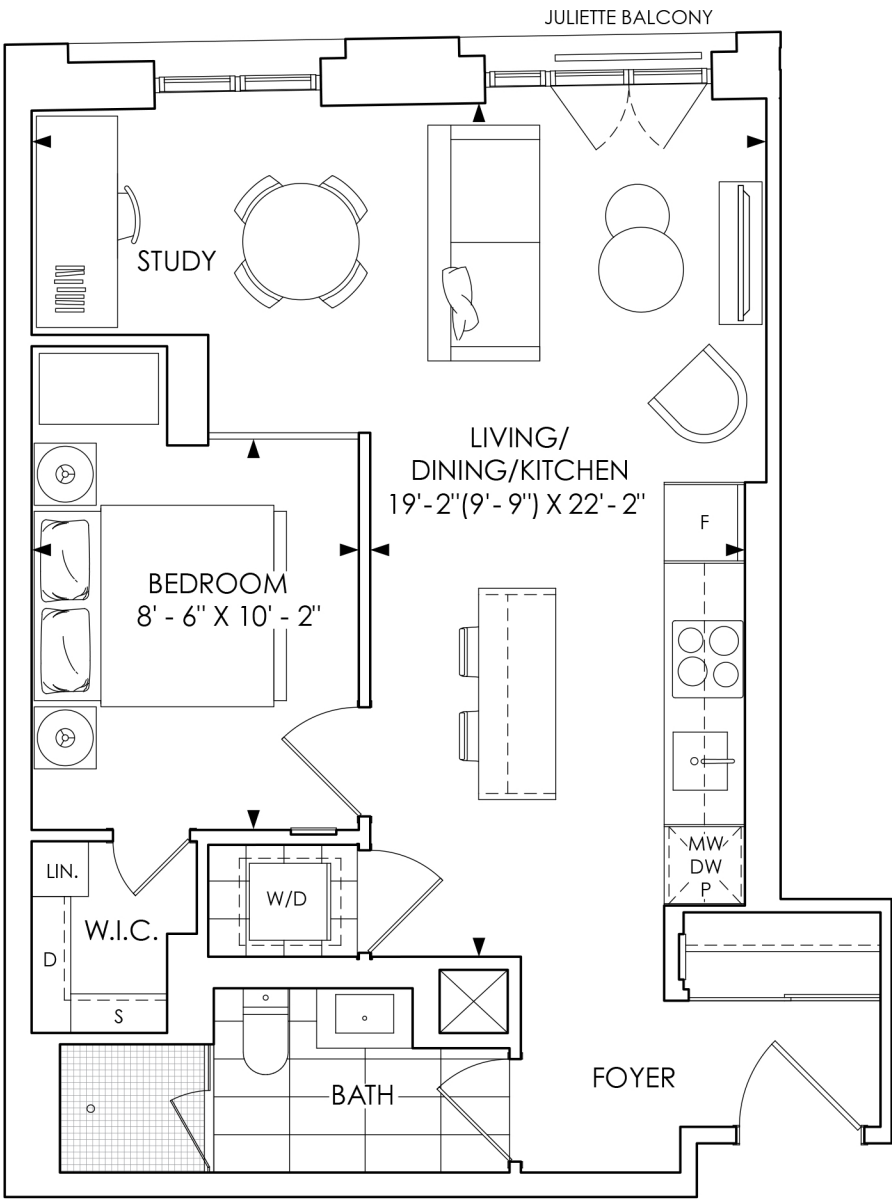 JULIETTE BALCONY
STUDY
LIVING/
DINING/KITCHEN
19'-2"(9'- 9") X 22'- 2"
F
BEDROOM
8' - 6" X 10' - 2"
MW
DW
P
LIN.
W/D
W.I.C.
D
S
FOYER
BATH